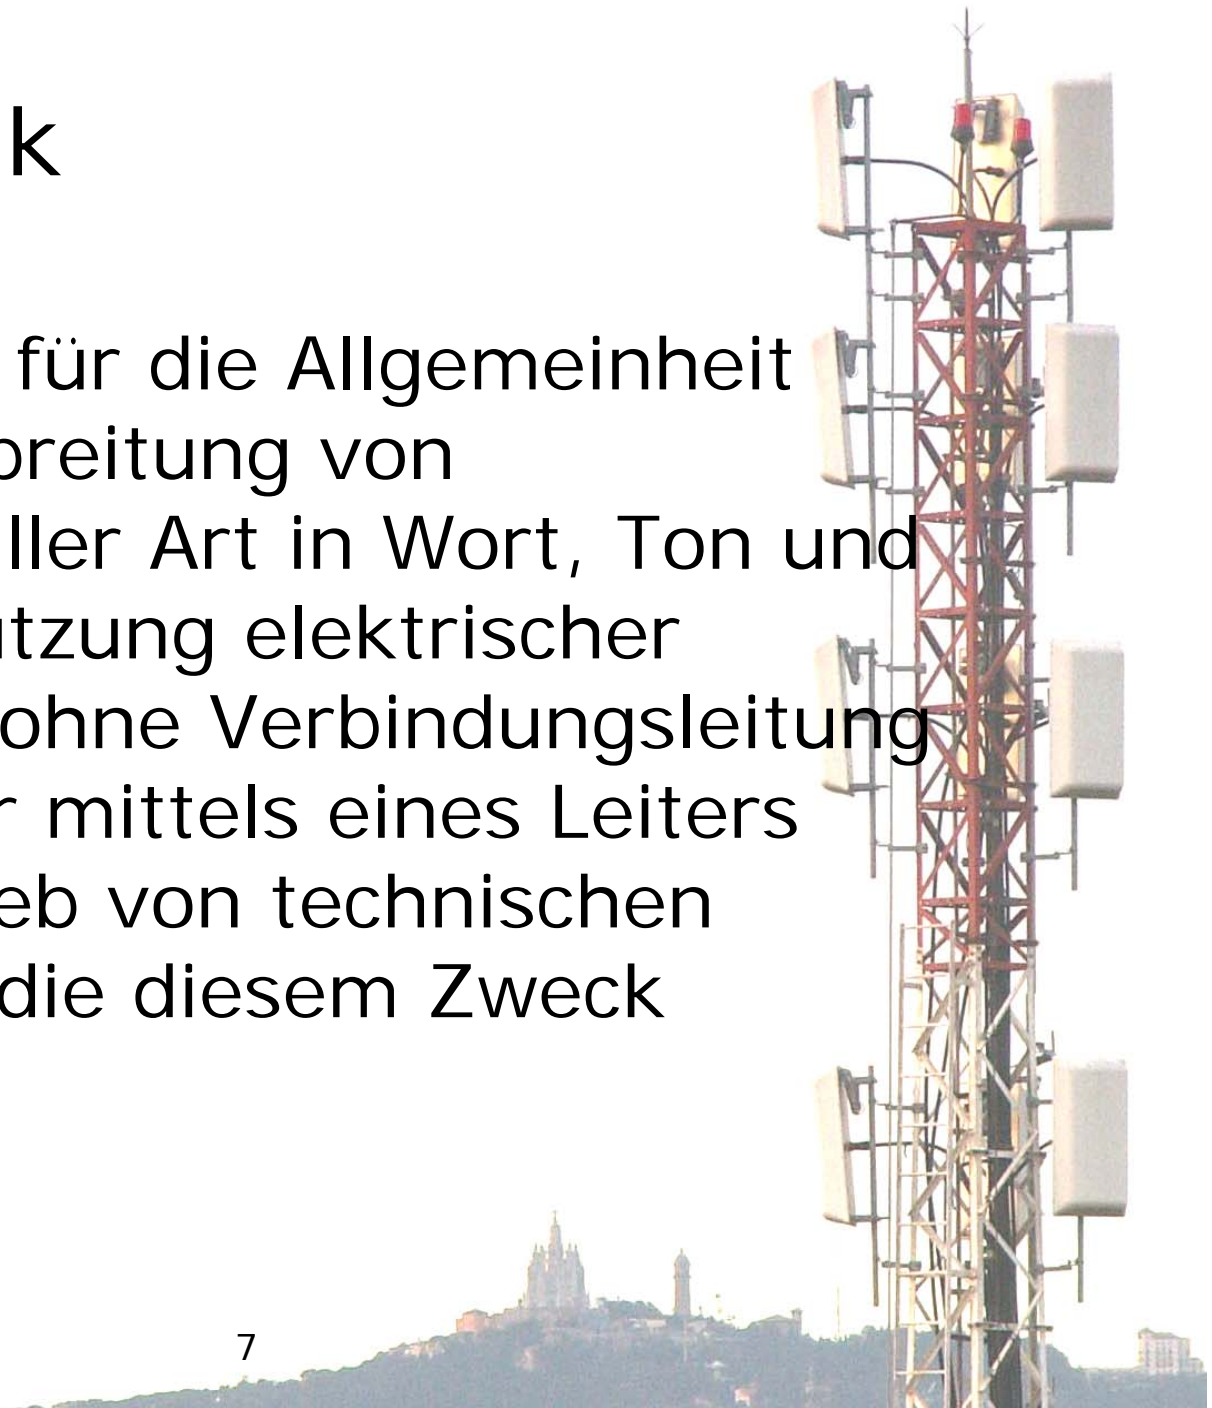 k
für die Allgemeinheit
breitung von
ller Art in Wort, Ton und
utzung elektrischer
ohne Verbindungsleitung
r mittels eines Leiters
eb von technischen
die diesem Zweck
7